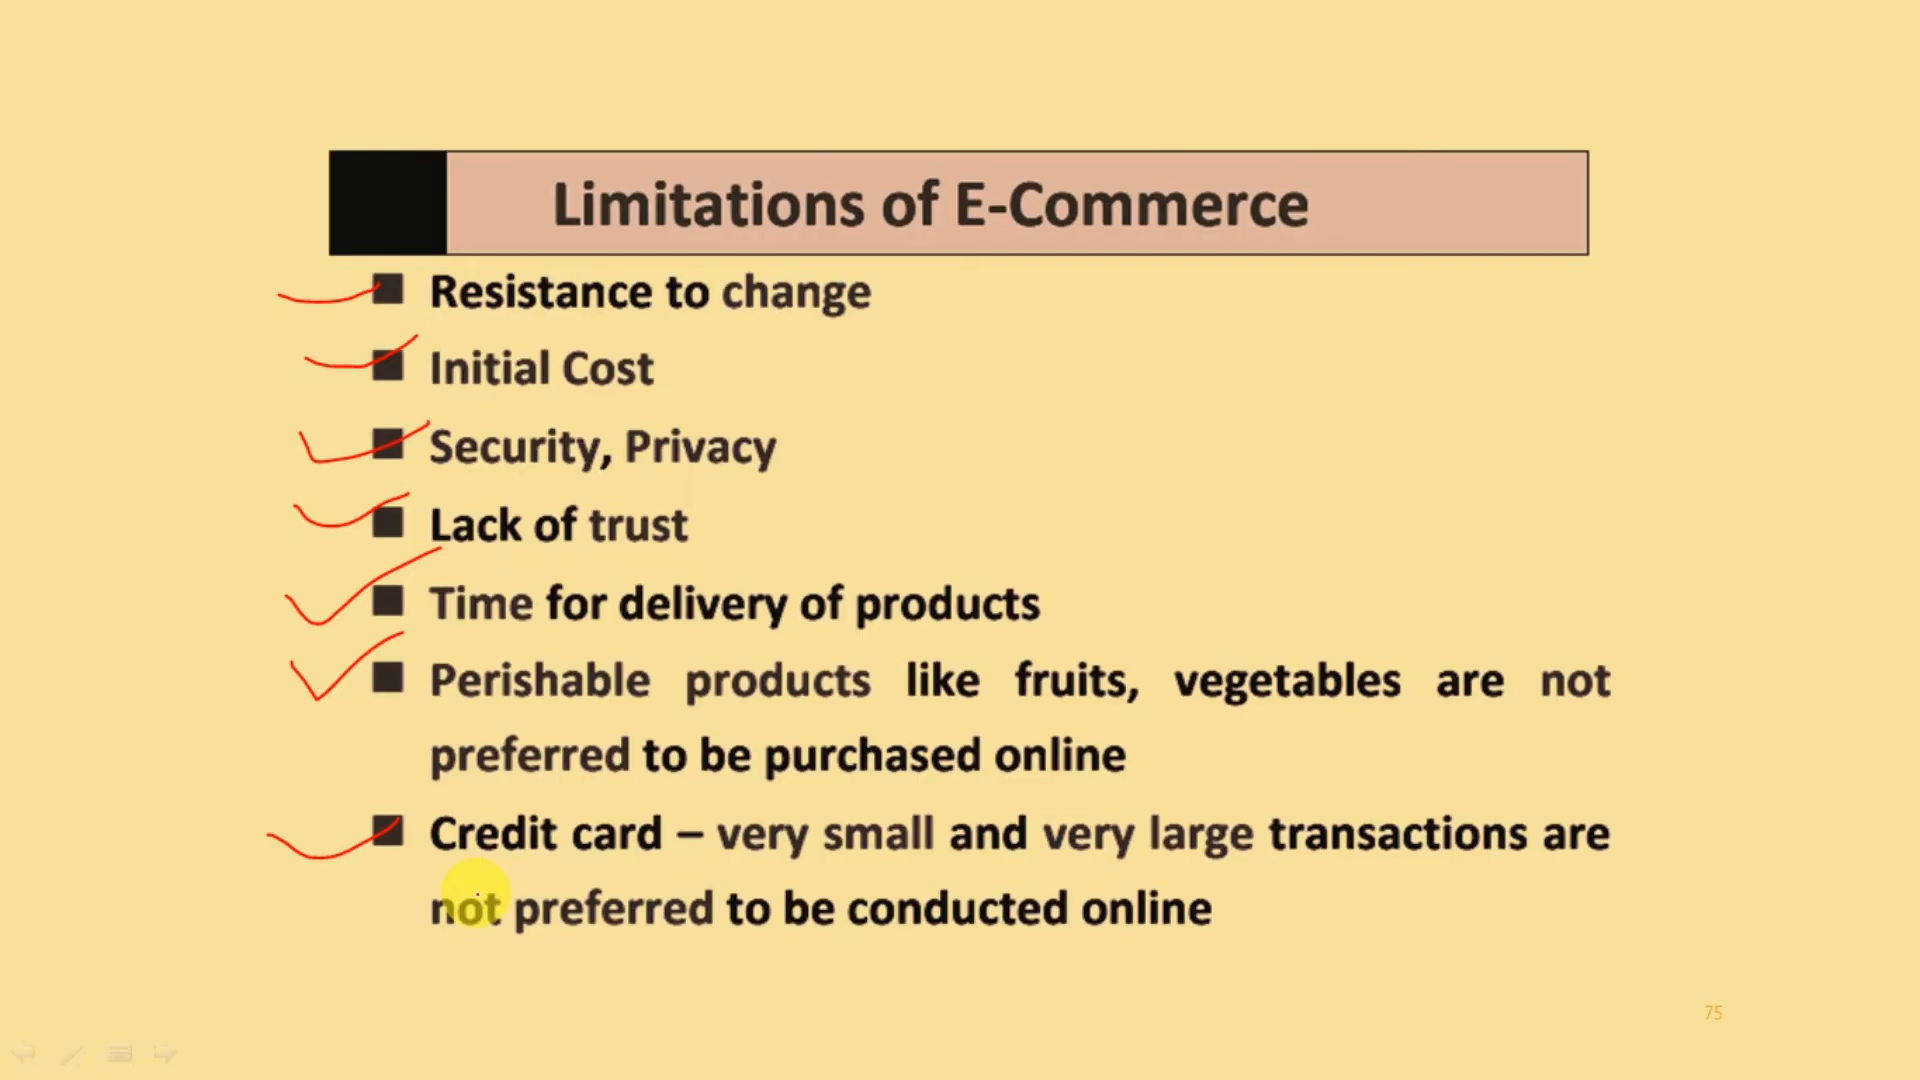 Limitations of E-Commerce
Resistance to change
Initial Cost
Security, Privacy
Lack of trust
Time for delivery of products
Perishable products like fruits, vegetables are not
preferred to be purchased online
Credit card – very small and very large transactions are
not preferred to be conducted online
75